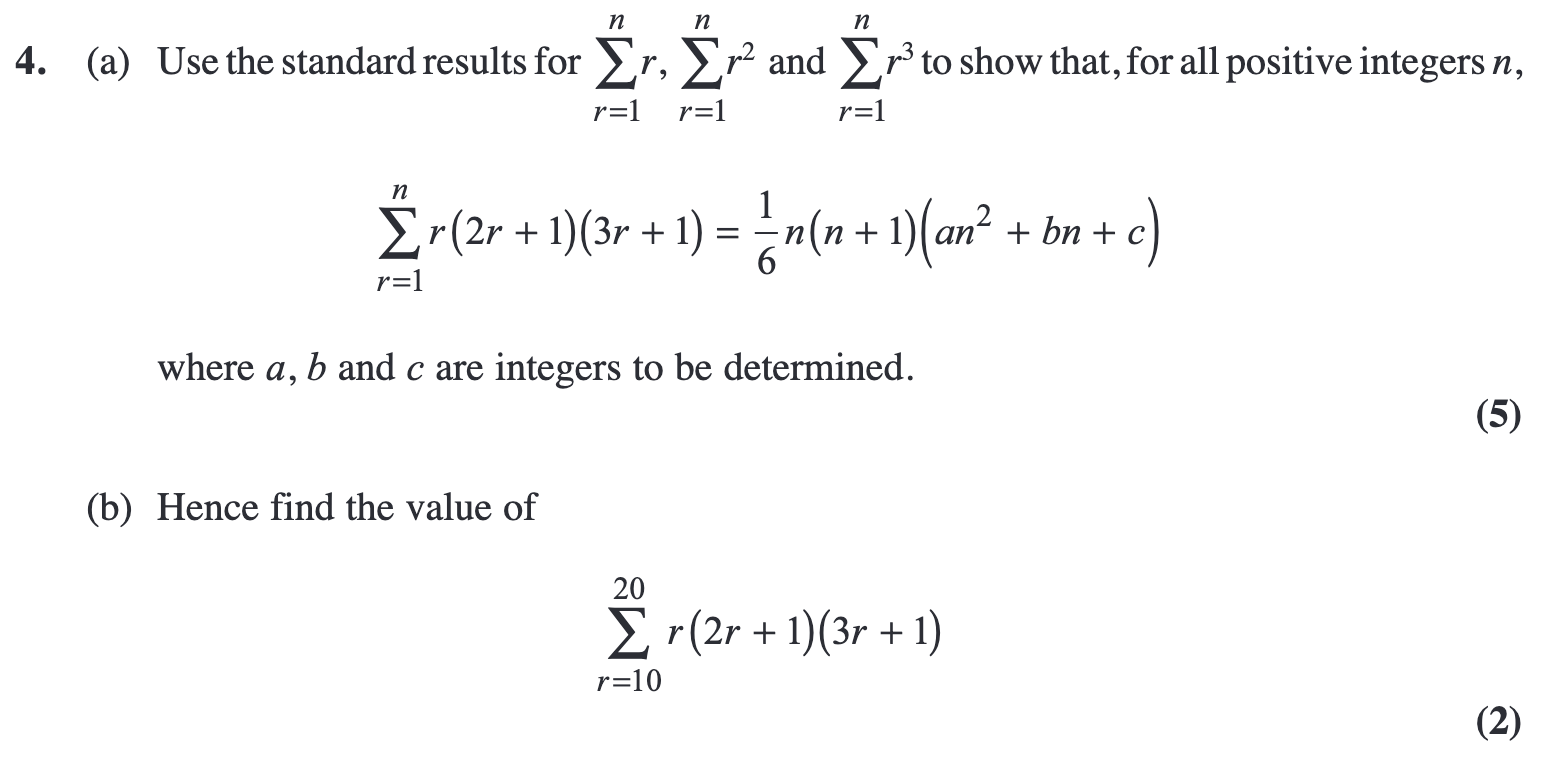 4. (a) Use the standard results for $\sum_{r=1}^{n} r$, $\sum_{r=1}^{n} r^2$ and $\sum_{r=1}^{n} r^3$ to show that, for all positive integers $n$,
$\sum_{r=1}^{n} r(2r + 1)(3r + 1) = \frac{1}{6}n(n + 1)(an^2 + bn + c)$
where $a$, $b$ and $c$ are integers to be determined.
(5)
(b) Hence find the value of
$\sum_{r=10}^{20} r(2r + 1)(3r + 1)$
(2)